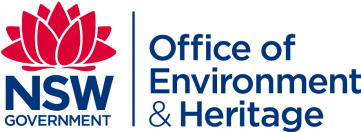 NSW
GOVERNMENT
Office of
Environment
& Heritage